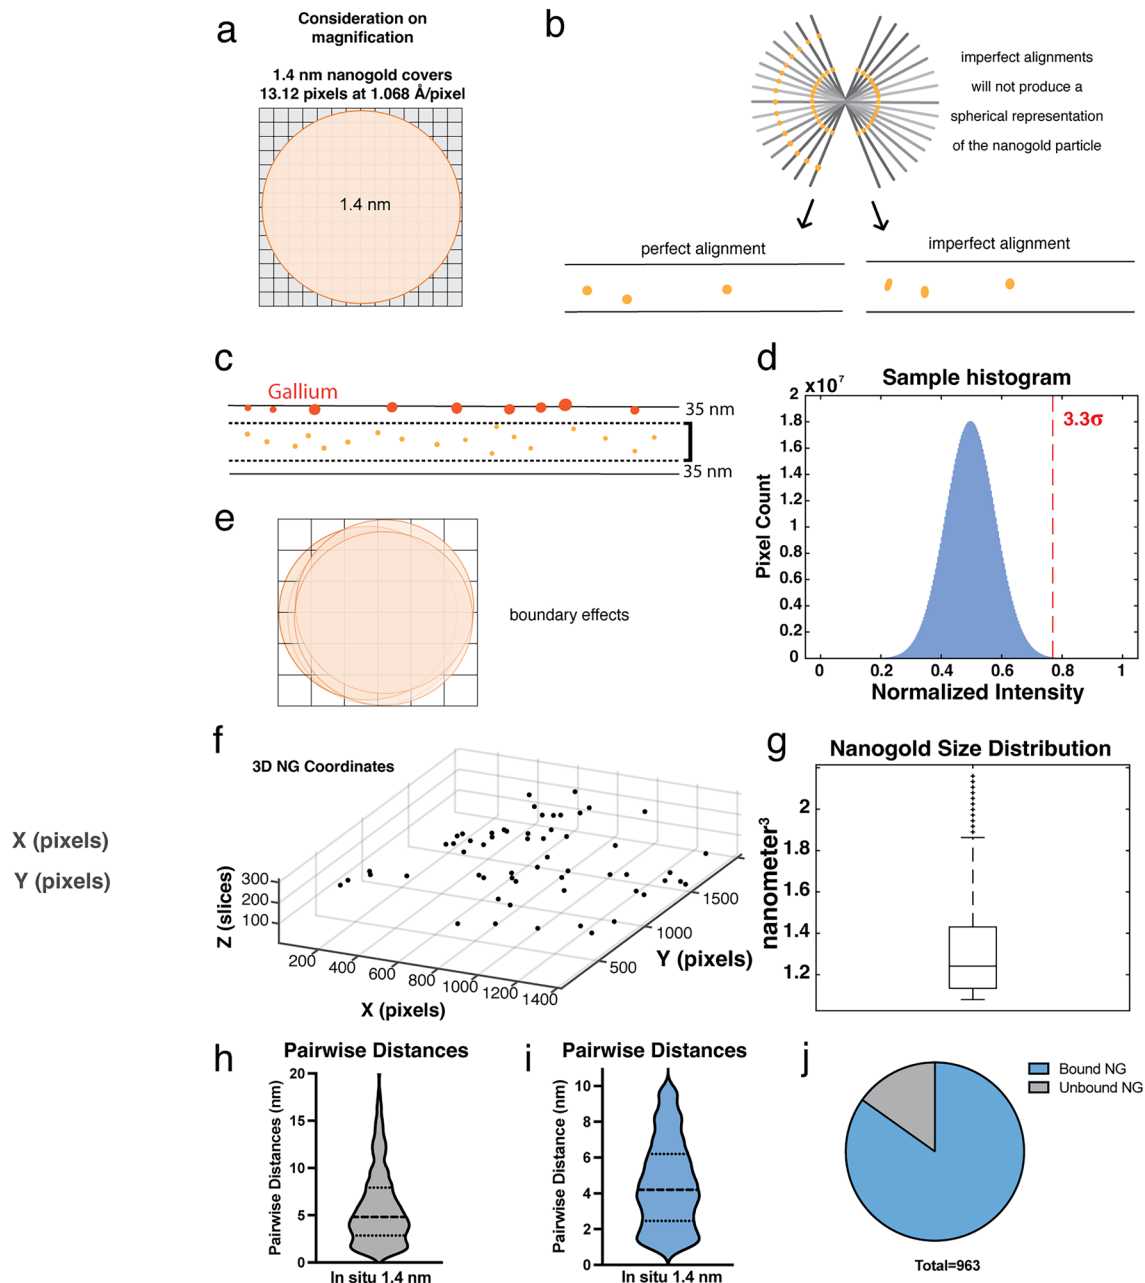 a
Consideration on
magnification
1.4 nm nanogold covers
13.12 pixels at 1.068 Å/pixel
1.4 nm
b
imperfect alignments
will not produce a
spherical representation
of the nanogold particle
perfect alignment
imperfect alignment
c
Gallium
35 nm
35 nm
d
Sample histogram
x10⁷
3.3σ
Pixel Count
2
1.8
1.6
1.4
1.2
1
0.8
0.6
0.4
0.2
0
0 0.2 0.4 0.6 0.8 1
Normalized Intensity
e
boundary effects
f
3D NG Coordinates
X (pixels)
Y (pixels)
Z (slices)
300
200
100
200 400 600 800 1000 1200 1400
X (pixels)
500
1000
1500
Y (pixels)
g
Nanogold Size Distribution
nanometer³
2
1.8
1.6
1.4
1.2
h
Pairwise Distances
Pairwise Distances (nm)
20
15
10
5
0
In situ 1.4 nm
i
Pairwise Distances
Pairwise Distance (nm)
10
8
6
4
2
0
In situ 1.4 nm
j
Bound NG
Unbound NG
Total=963